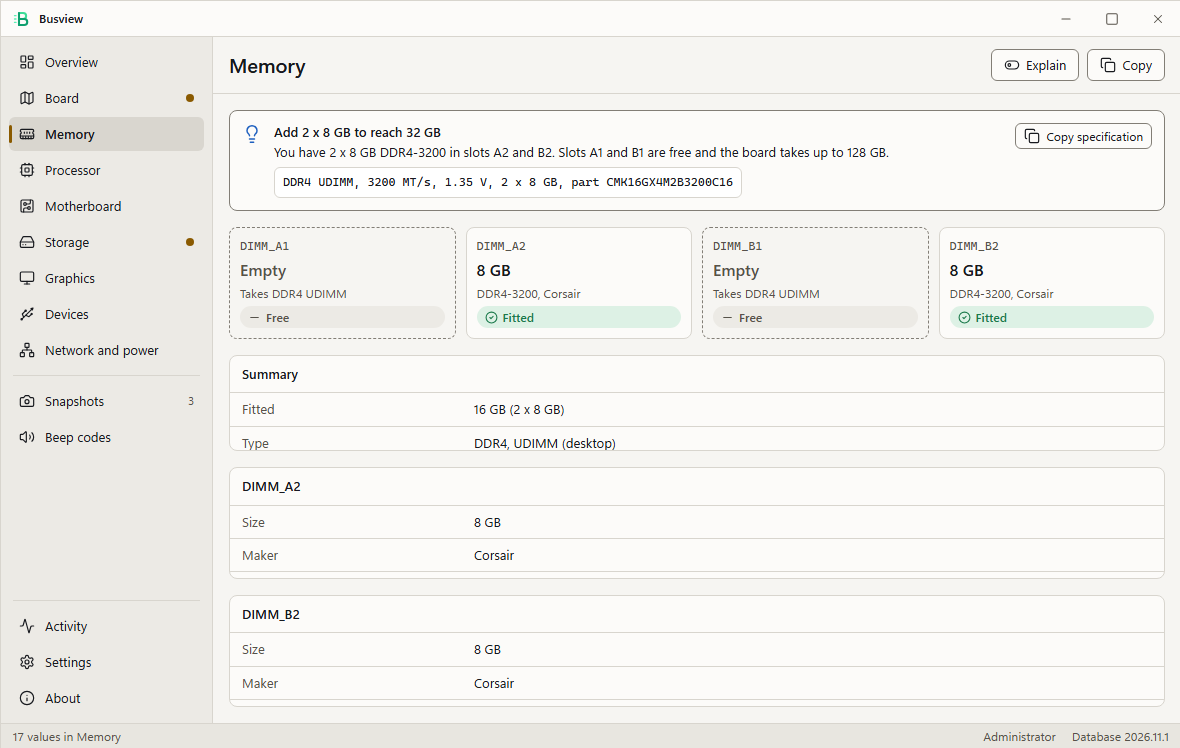 Busview
Overview
Board
Memory
Processor
Motherboard
Storage
Graphics
Devices
Network and power
Snapshots 3
Beep codes
Activity
Settings
About
Memory
Explain
Copy
Add 2 x 8 GB to reach 32 GB
You have 2 x 8 GB DDR4-3200 in slots A2 and B2. Slots A1 and B1 are free and the board takes up to 128 GB.
DDR4 UDIMM, 3200 MT/s, 1.35 V, 2 x 8 GB, part CMK16GX4M2B3200C16
Copy specification
DIMM_A1
Empty
Takes DDR4 UDIMM
Free
DIMM_A2
8 GB
DDR4-3200, Corsair
Fitted
DIMM_B1
Empty
Takes DDR4 UDIMM
Free
DIMM_B2
8 GB
DDR4-3200, Corsair
Fitted
Summary
Fitted 16 GB (2 x 8 GB)
Type DDR4, UDIMM (desktop)
DIMM_A2
Size 8 GB
Maker Corsair
DIMM_B2
Size 8 GB
Maker Corsair
17 values in Memory
Administrator
Database 2026.11.1